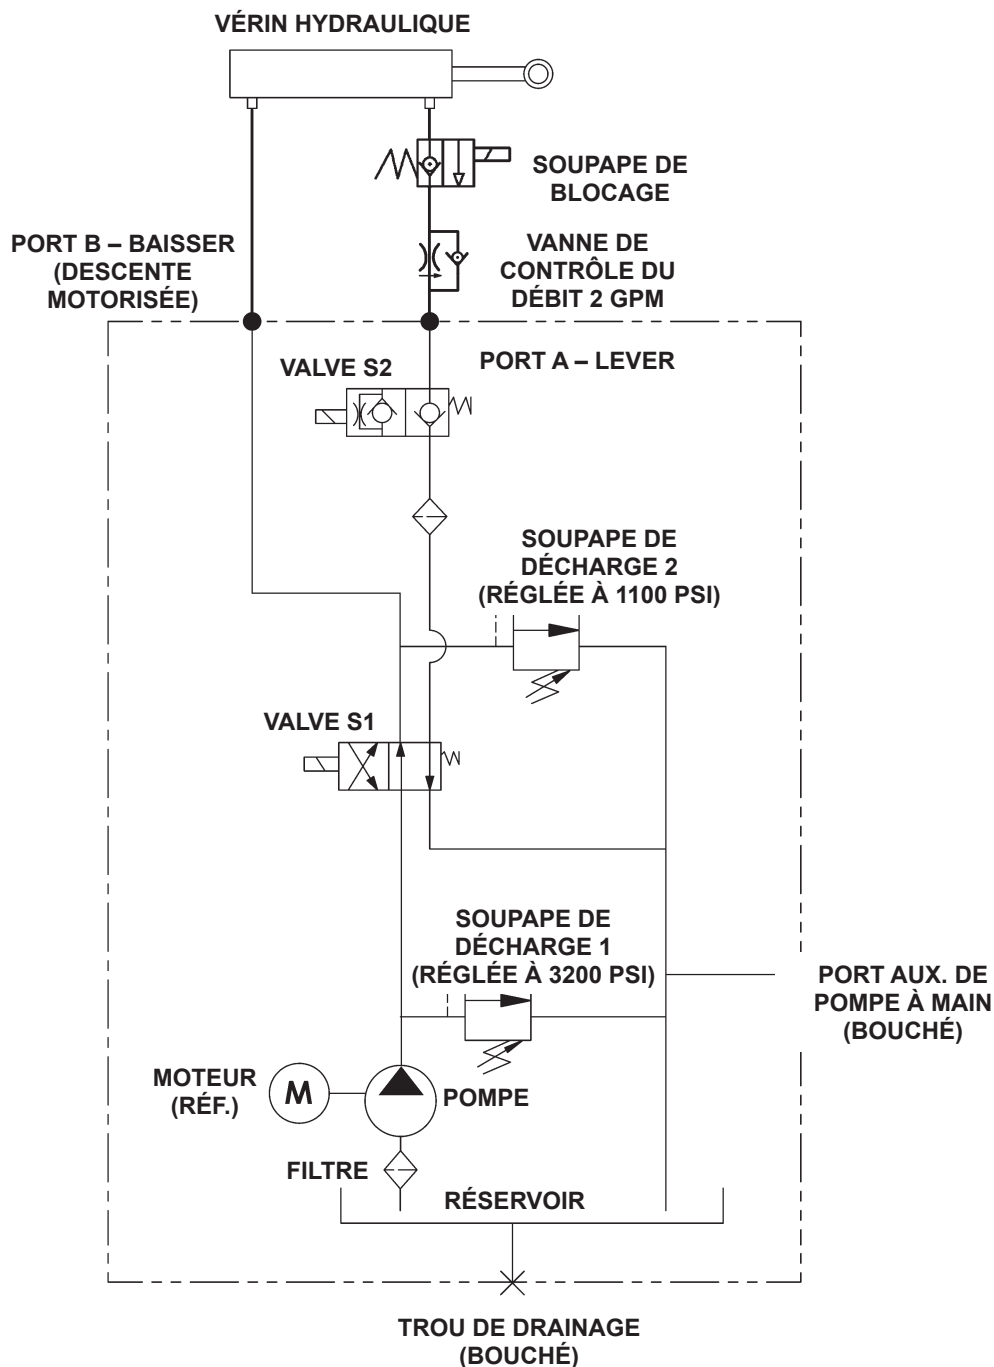 VÉRIN HYDRAULIQUE
SOUPAPE DE
BLOCAGE
PORT B – BAISSER
(DESCENTE
MOTORISÉE)
VANNE DE
CONTRÔLE DU
DÉBIT 2 GPM
VALVE S2
PORT A – LEVER
SOUPAPE DE
DÉCHARGE 2
(RÉGLÉE À 1100 PSI)
VALVE S1
SOUPAPE DE
DÉCHARGE 1
(RÉGLÉE À 3200 PSI)
PORT AUX. DE
POMPE À MAIN
(BOUCHÉ)
MOTEUR
(RÉF.)
M
POMPE
FILTRE
RÉSERVOIR
TROU DE DRAINAGE
(BOUCHÉ)